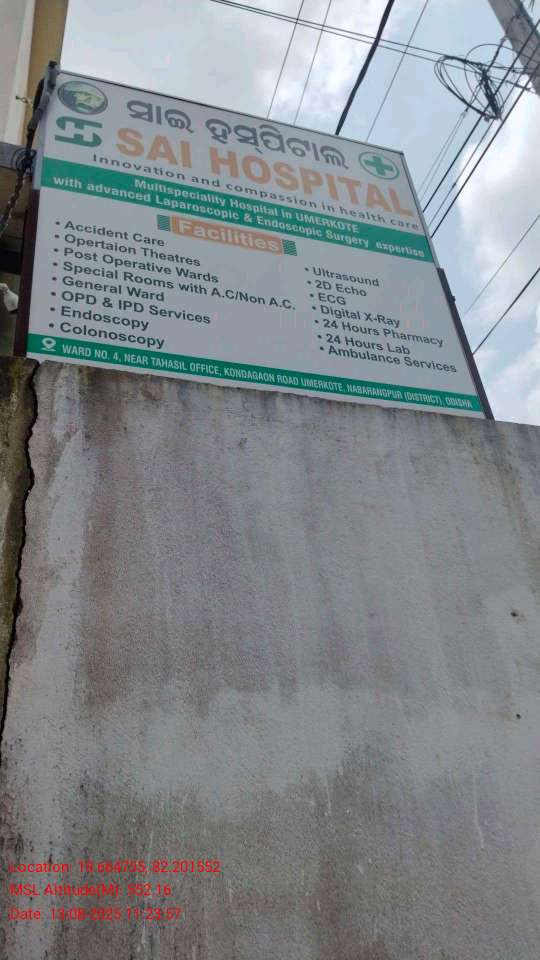 ସାଇ ହସ୍ପିଟାଲ
SAI HOSPITAL
Innovation and compassion in health care
Multispeciality Hospital in UMERKOTE
with advanced Laparoscopic & Endoscopic Surgery expertise
Facilities
• Accident Care
• Opertaion Theatres
• Post Operative Wards
• Special Rooms with A.C/Non A.C.
• General Ward
• OPD & IPD Services
• Endoscopy
• Colonoscopy
• Ultrasound
• 2D Echo
• ECG
• Digital X-Ray
• 24 Hours Pharmacy
• 24 Hours Lab
• Ambulance Services
WARD NO. 4, NEAR TAHASIL OFFICE, KONDAGAON ROAD UMERKOTE, NABARANGPUR (DISTRICT), ODISHA
Location: 19.664755, 82.201552
MSL Altitude(M): 552.16
Date: 13-08-2025 11:23:57